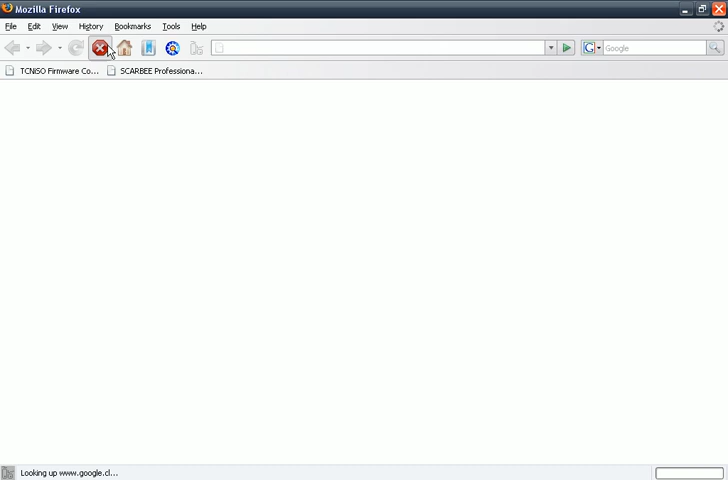 Mozilla Firefox
File Edit View History Bookmarks Tools Help
G Google
TCNiSO Firmware Co... SCARBEE Professiona...
Looking up www.google.cl...